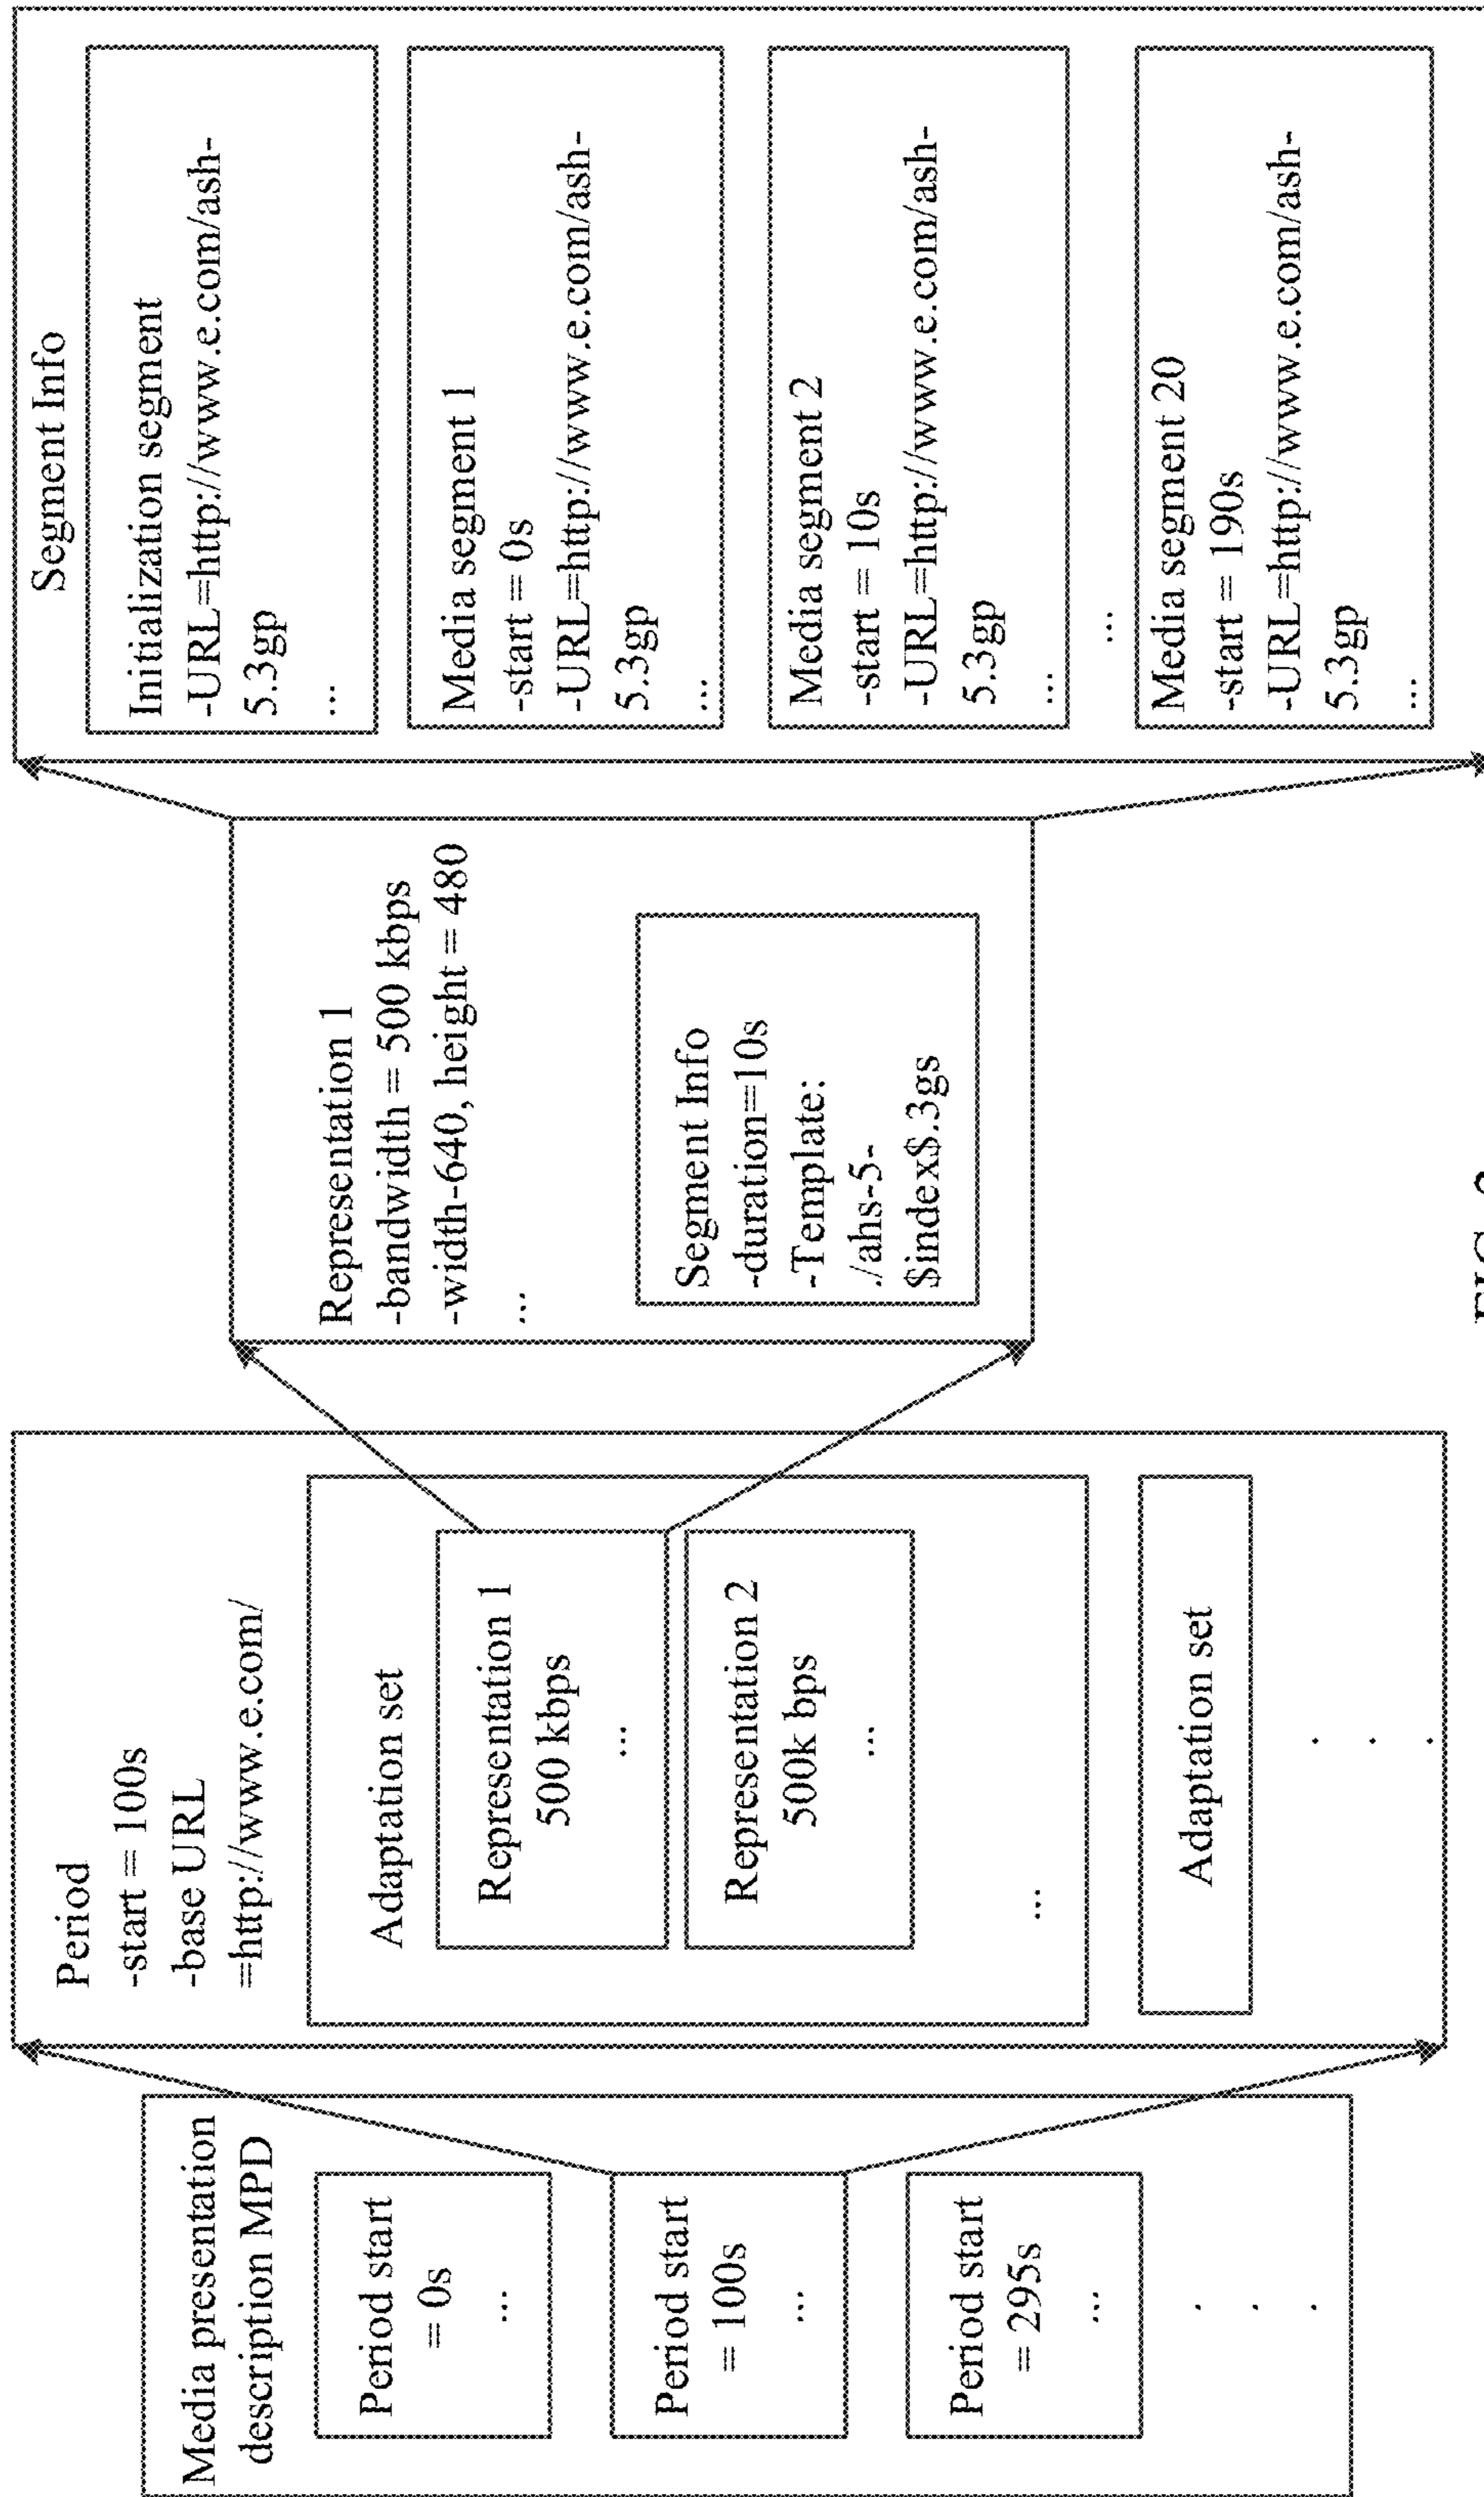 Media presentation
description MPD
Period start
= 0s
...
Period start
= 100s
...
Period start
= 295s
...
.
.
.
Period
-start = 100s
-base URL
=http://www.e.com/
Adaptation set
Representation 1
500 kbps
...
Representation 2
500k bps
...
...
Adaptation set
.
.
.
Representation 1
-bandwidth = 500 kbps
-width-640, height = 480
...
Segment Info
-duration=10s
-Template:
./ahs-5-
$index$.3gs
Segment Info
Initialization segment
-URL=http://www.e.com/ash-
5.3gp
...
Media segment 1
-start = 0s
-URL=http://www.e.com/ash-
5.3gp
...
Media segment 2
-start = 10s
-URL=http://www.e.com/ash-
5.3gp
...
...
Media segment 20
-start = 190s
-URL=http://www.e.com/ash-
5.3gp
...